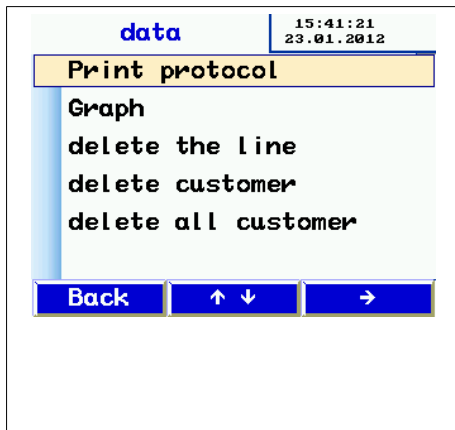 data
15:41:21
23.01.2012
Print protocol
Graph
delete the line
delete customer
delete all customer
Back ↑ ↓ →